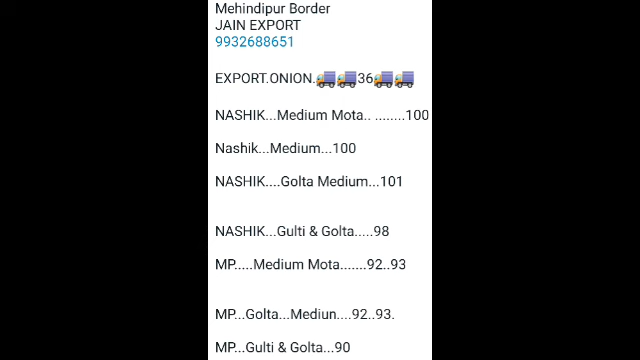 Mehindipur Border
JAIN EXPORT
9932688651
EXPORT.ONION.🚛🚛36🚛🚛
NASHIK...Medium Mota.. ........100
Nashik...Medium...100
NASHIK....Golta Medium...101
NASHIK...Gulti & Golta.....98
MP.....Medium Mota.......92..93
MP...Golta...Mediun....92..93.
MP...Gulti & Golta...90